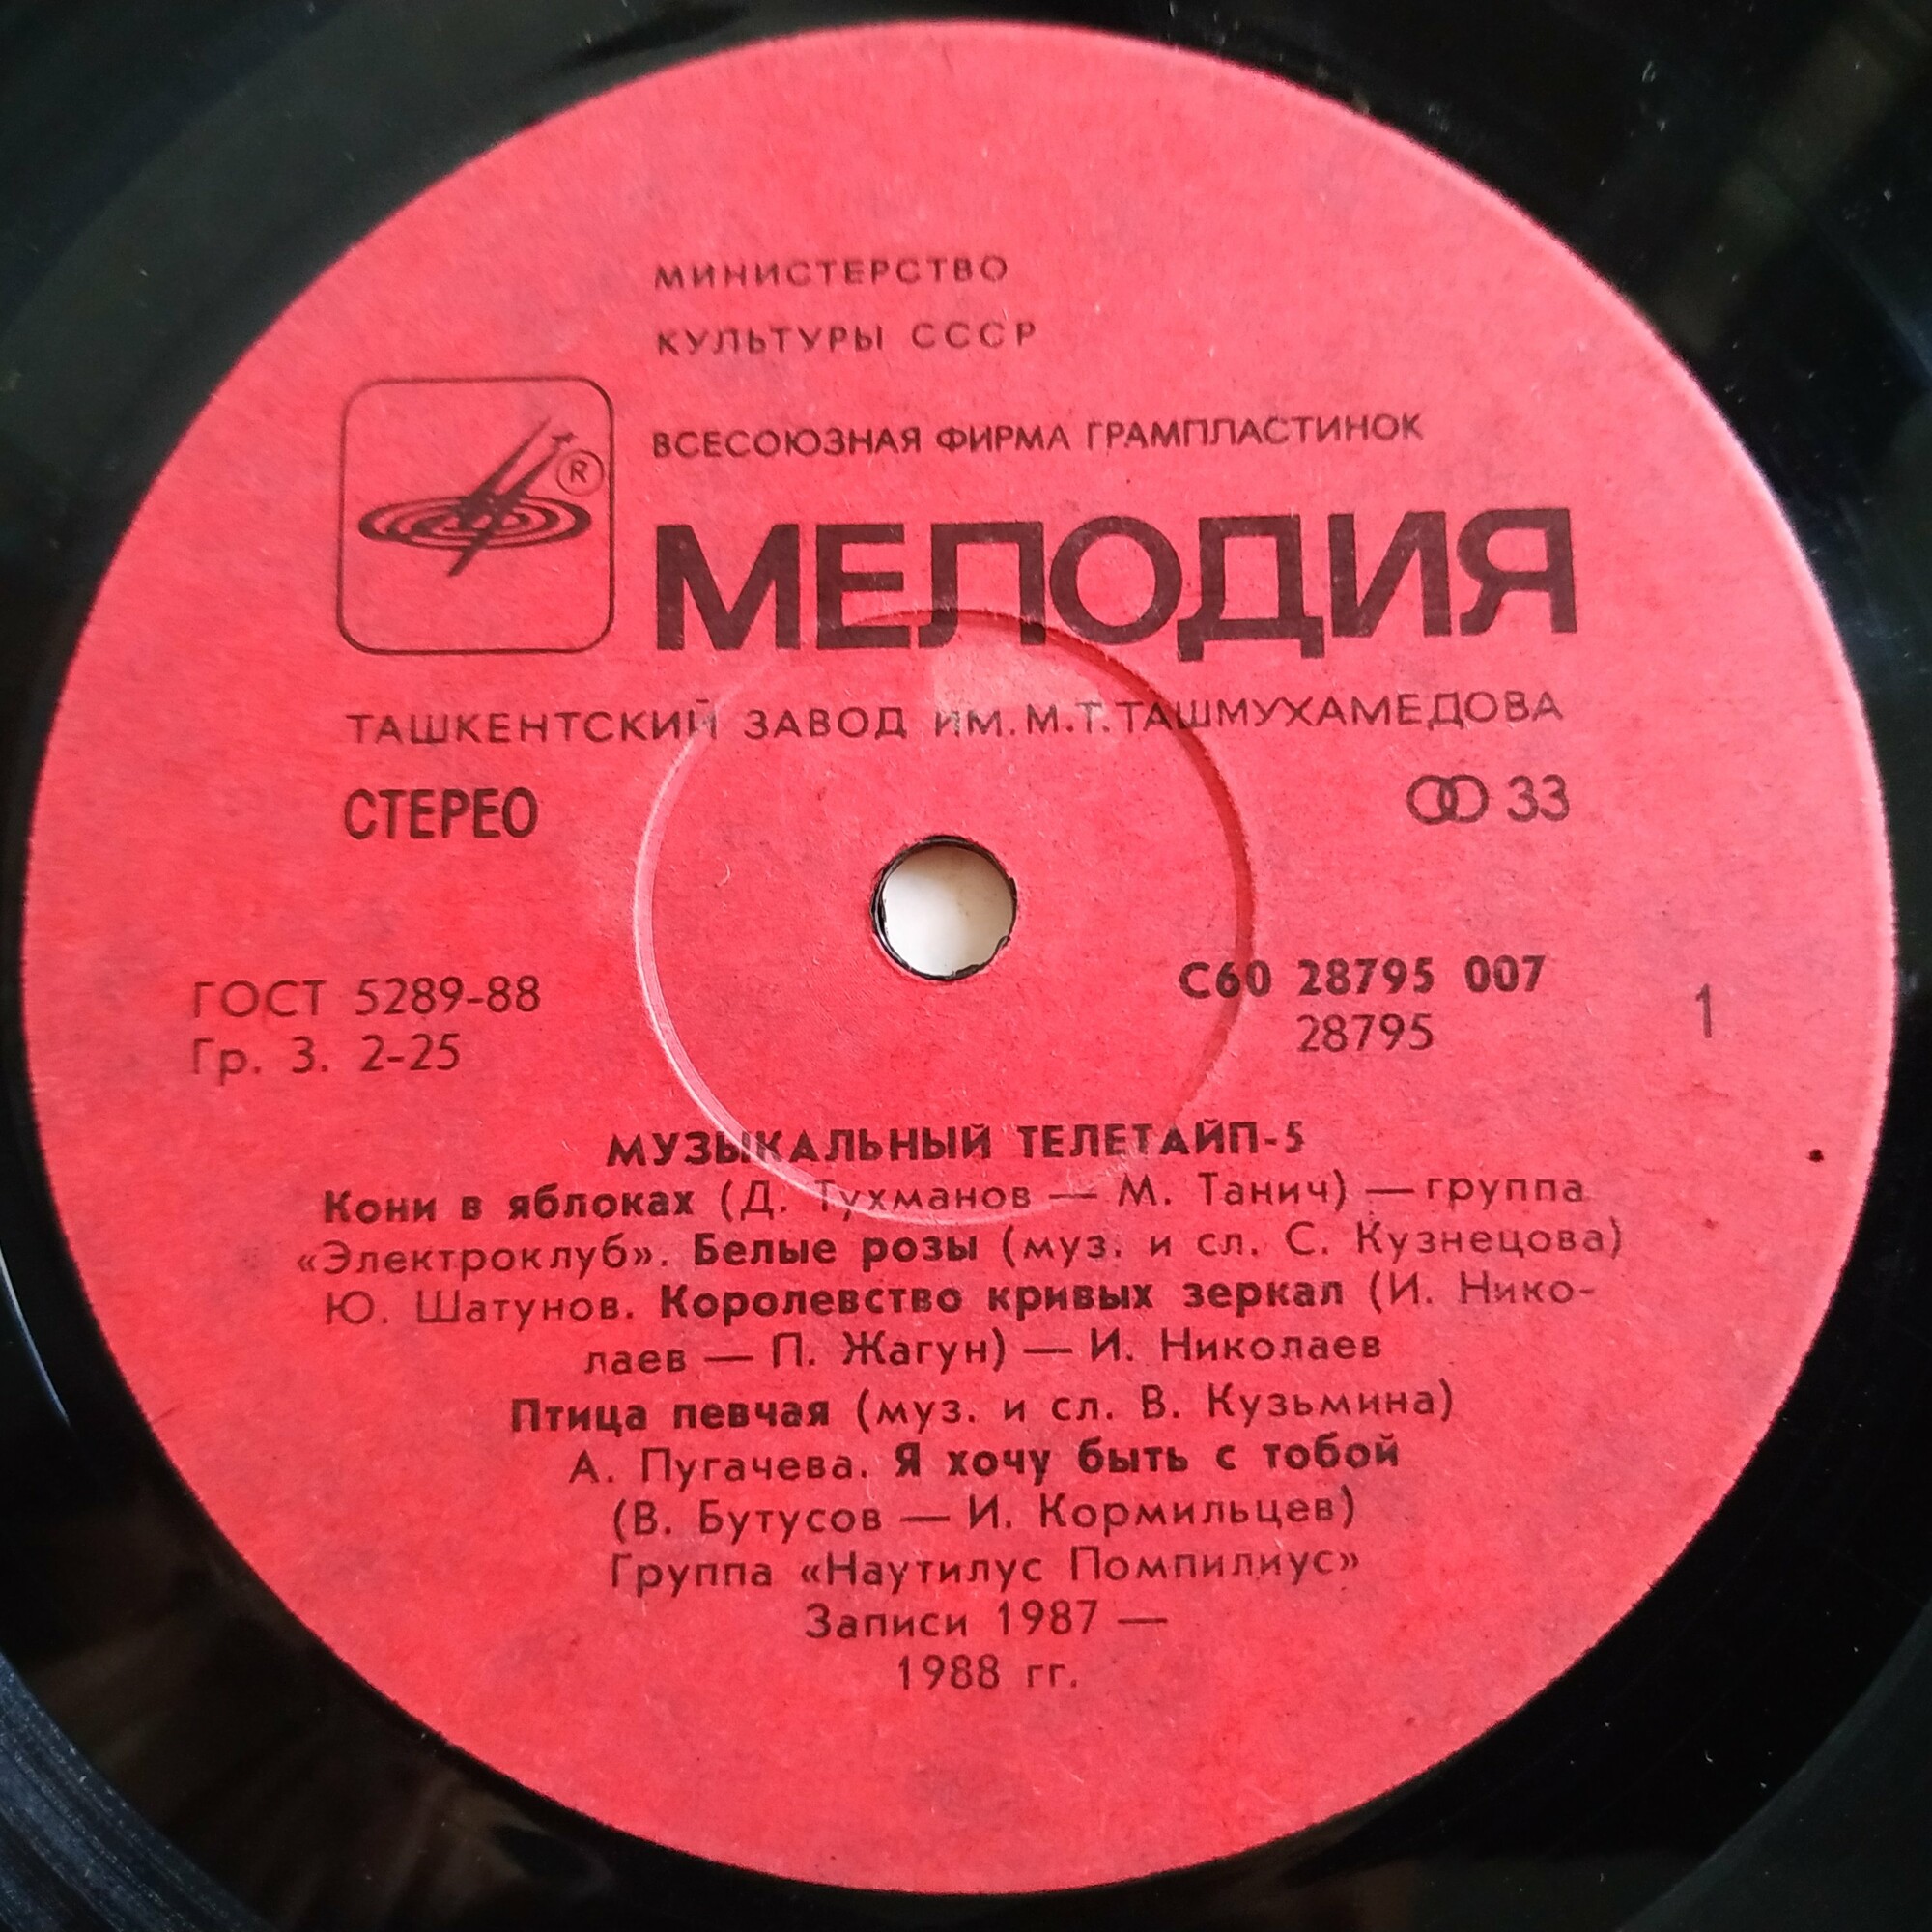 МИНИСТЕРСТВО
КУЛЬТУРЫ СССР
ВСЕСОЮЗНАЯ ФИРМА ГРАМПЛАСТИНОК
®
МЕЛОДИЯ
ТАШКЕНТСКИЙ ЗАВОД ИМ. М.Т. ТАШМУХАМЕДОВА
СТЕРЕО
33
ГОСТ 5289-88
Гр. 3. 2-25
С60 28795 007
28795
1
МУЗЫКАЛЬНЫЙ ТЕЛЕТАЙП-5
Кони в яблоках (Д. Тухманов — М. Танич) — группа
«Электроклуб». Белые розы (муз. и сл. С. Кузнецова)
Ю. Шатунов. Королевство кривых зеркал (И. Нико-
лаев — П. Жагун) — И. Николаев
Птица певчая (муз. и сл. В. Кузьмина)
А. Пугачева. Я хочу быть с тобой
(В. Бутусов — И. Кормильцев)
Группа «Наутилус Помпилиус»
Записи 1987 —
1988 гг.